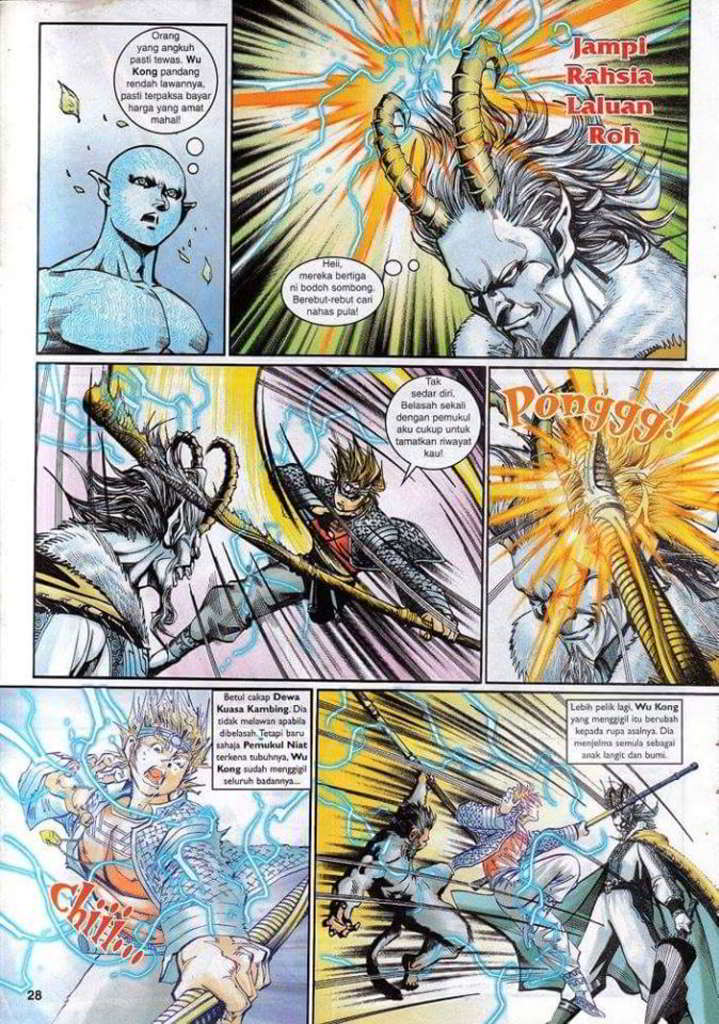 Orang
yang angkuh
pasti tewas. Wu
Kong pandang
rendah lawannya,
pasti terpaksa bayar
harga yang amat
mahal!
Jampi
Rahsia
Laluan
Roh
Heii,
mereka bertiga
ni bodoh sombong.
Berebut-rebut cari
nahas pula!
Tak
sedar diri,
Belasah sekali
dengan pemukul
aku cukup untuk
tamatkan riwayat
kau!
Ponggg!
Betul cakap Dewa
Kuasa Kambing. Dia
tidak melawan apabila
dibelasah. Tetapi baru
sahaja Pemukul Niat
terkena tubuhnya, Wu
Kong sudah menggigil
seluruh badannya...
Chiii...
Chiii...
Lebih pelik lagi, Wu Kong
yang menggigil itu berubah
kepada rupa asalnya. Dia
menjelma semula sebagai
anak langit dan bumi.
28